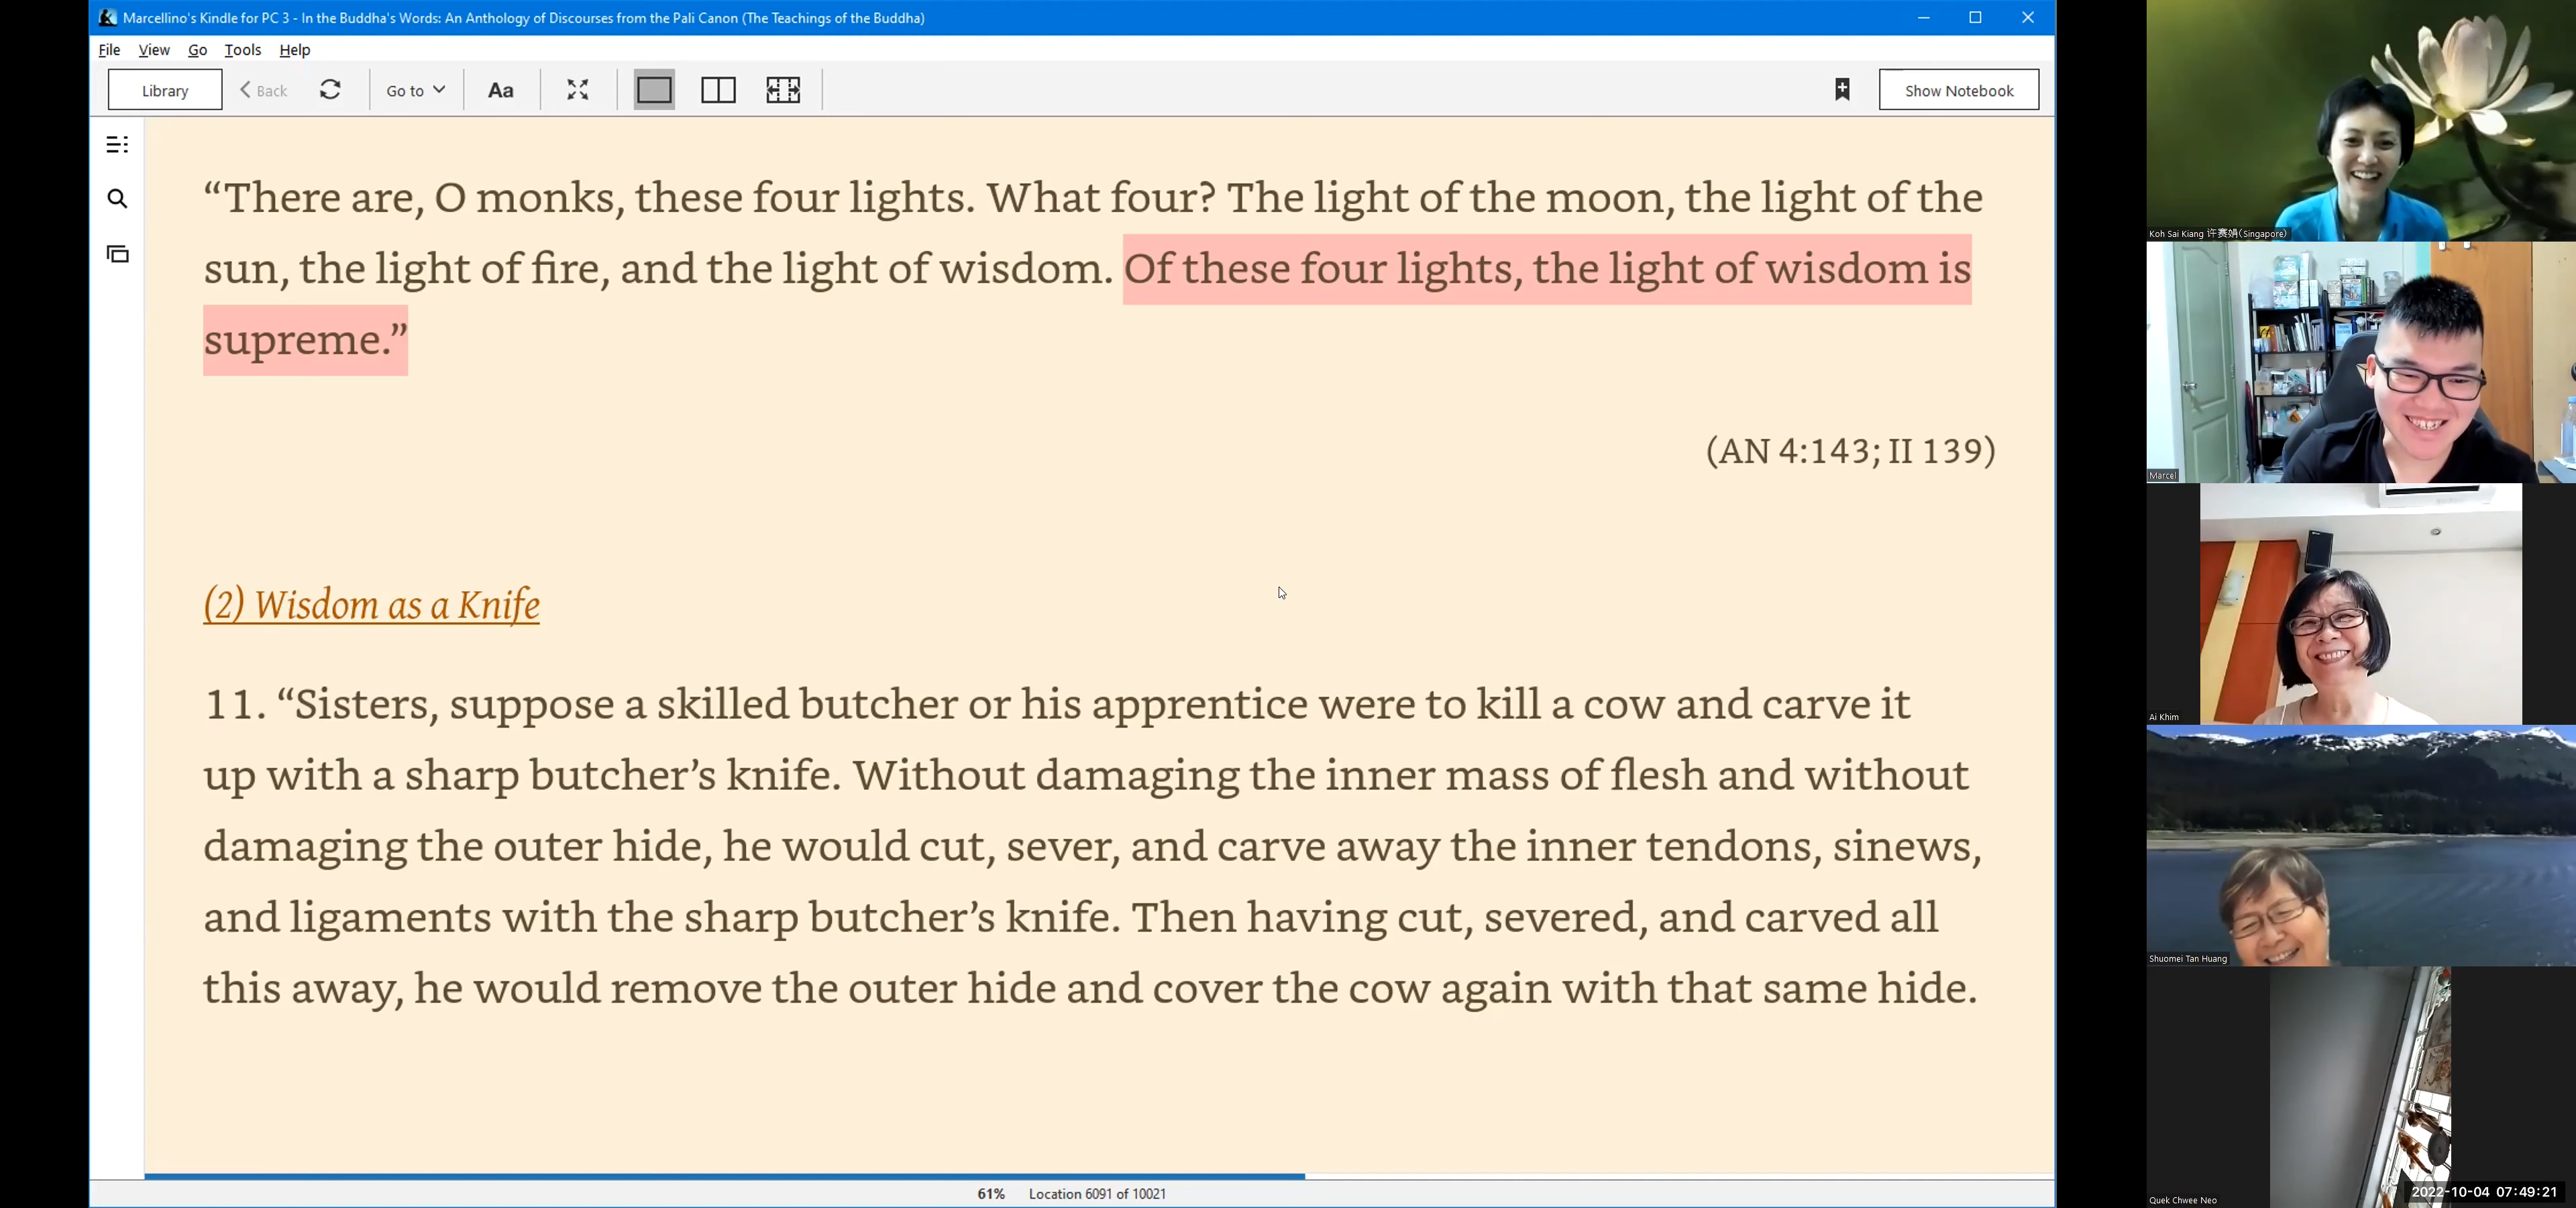 Marcellino's Kindle for PC 3 - In the Buddha's Words: An Anthology of Discourses from the Pali Canon (The Teachings of the Buddha)
File View Go Tools Help
Library Back Go to Aa Show Notebook
“There are, O monks, these four lights. What four? The light of the moon, the light of the
sun, the light of fire, and the light of wisdom. Of these four lights, the light of wisdom is
supreme.”
(AN 4:143; II 139)
(2) Wisdom as a Knife
11. “Sisters, suppose a skilled butcher or his apprentice were to kill a cow and carve it
up with a sharp butcher’s knife. Without damaging the inner mass of flesh and without
damaging the outer hide, he would cut, sever, and carve away the inner tendons, sinews,
and ligaments with the sharp butcher’s knife. Then having cut, severed, and carved all
this away, he would remove the outer hide and cover the cow again with that same hide.
61% Location 6091 of 10021
Koh Sai Kiang 许赛娟(Singapore)
Marcel
Ai Khim
Shuomei Tan Huang
Quek Chwee Neo
2022-10-04 07:49:21